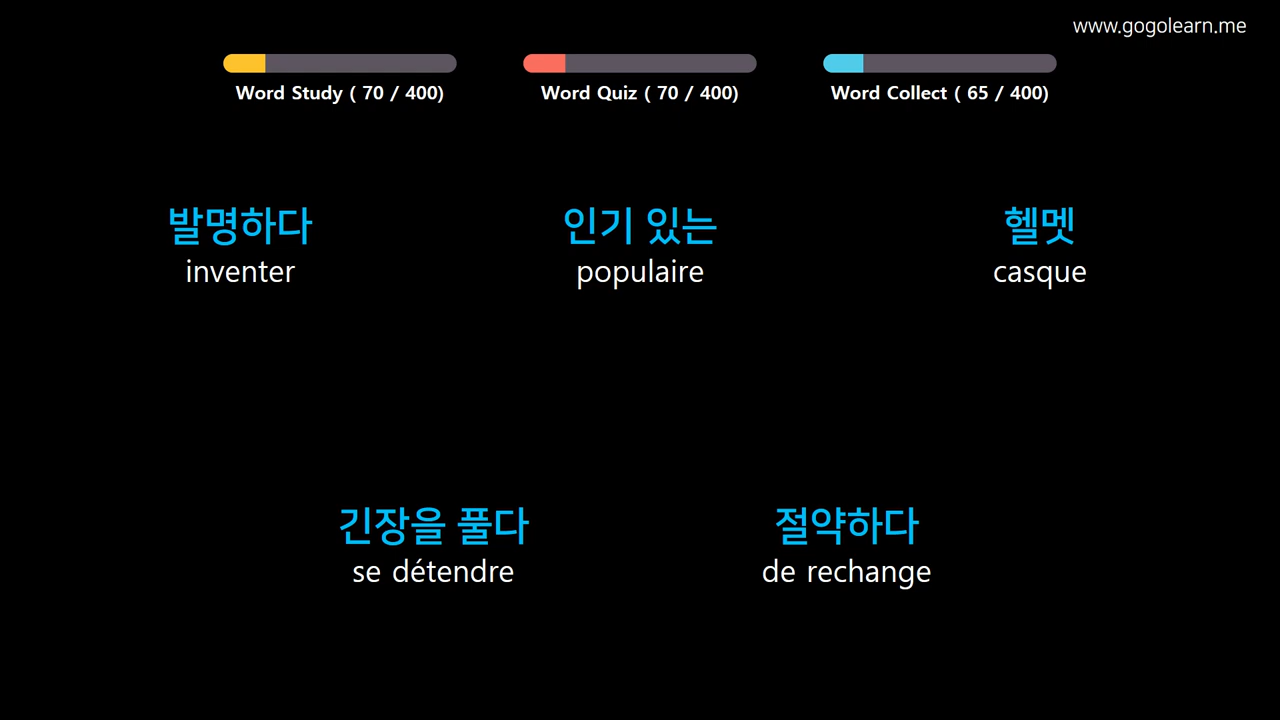 www.gogolearn.me
Word Study ( 70 / 400)
Word Quiz ( 70 / 400)
Word Collect ( 65 / 400)
발명하다
inventer
인기 있는
populaire
헬멧
casque
긴장을 풀다
se détendre
절약하다
de rechange